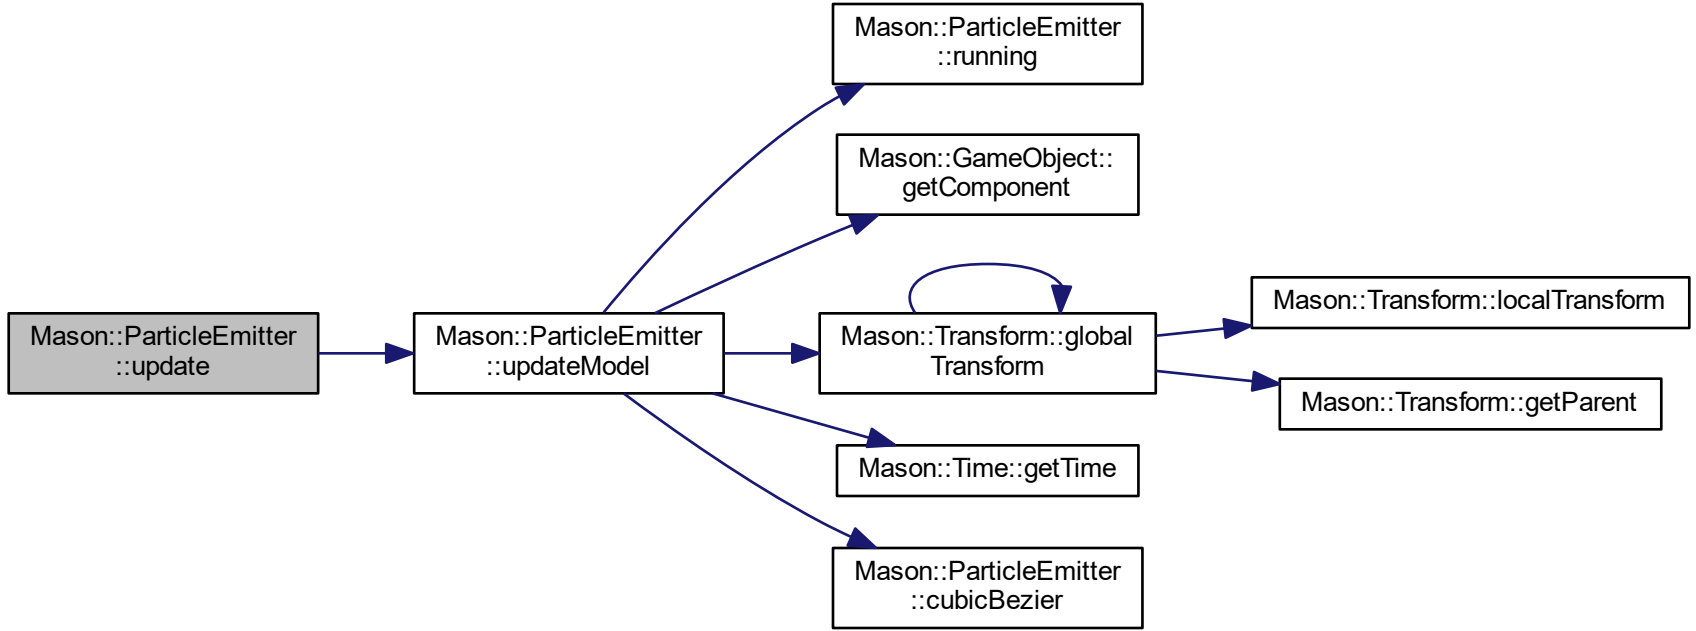 Mason::ParticleEmitter
::update
Mason::ParticleEmitter
::updateModel
Mason::ParticleEmitter
::running
Mason::GameObject::
getComponent
Mason::Transform::global
Transform
Mason::Time::getTime
Mason::ParticleEmitter
::cubicBezier
Mason::Transform::localTransform
Mason::Transform::getParent